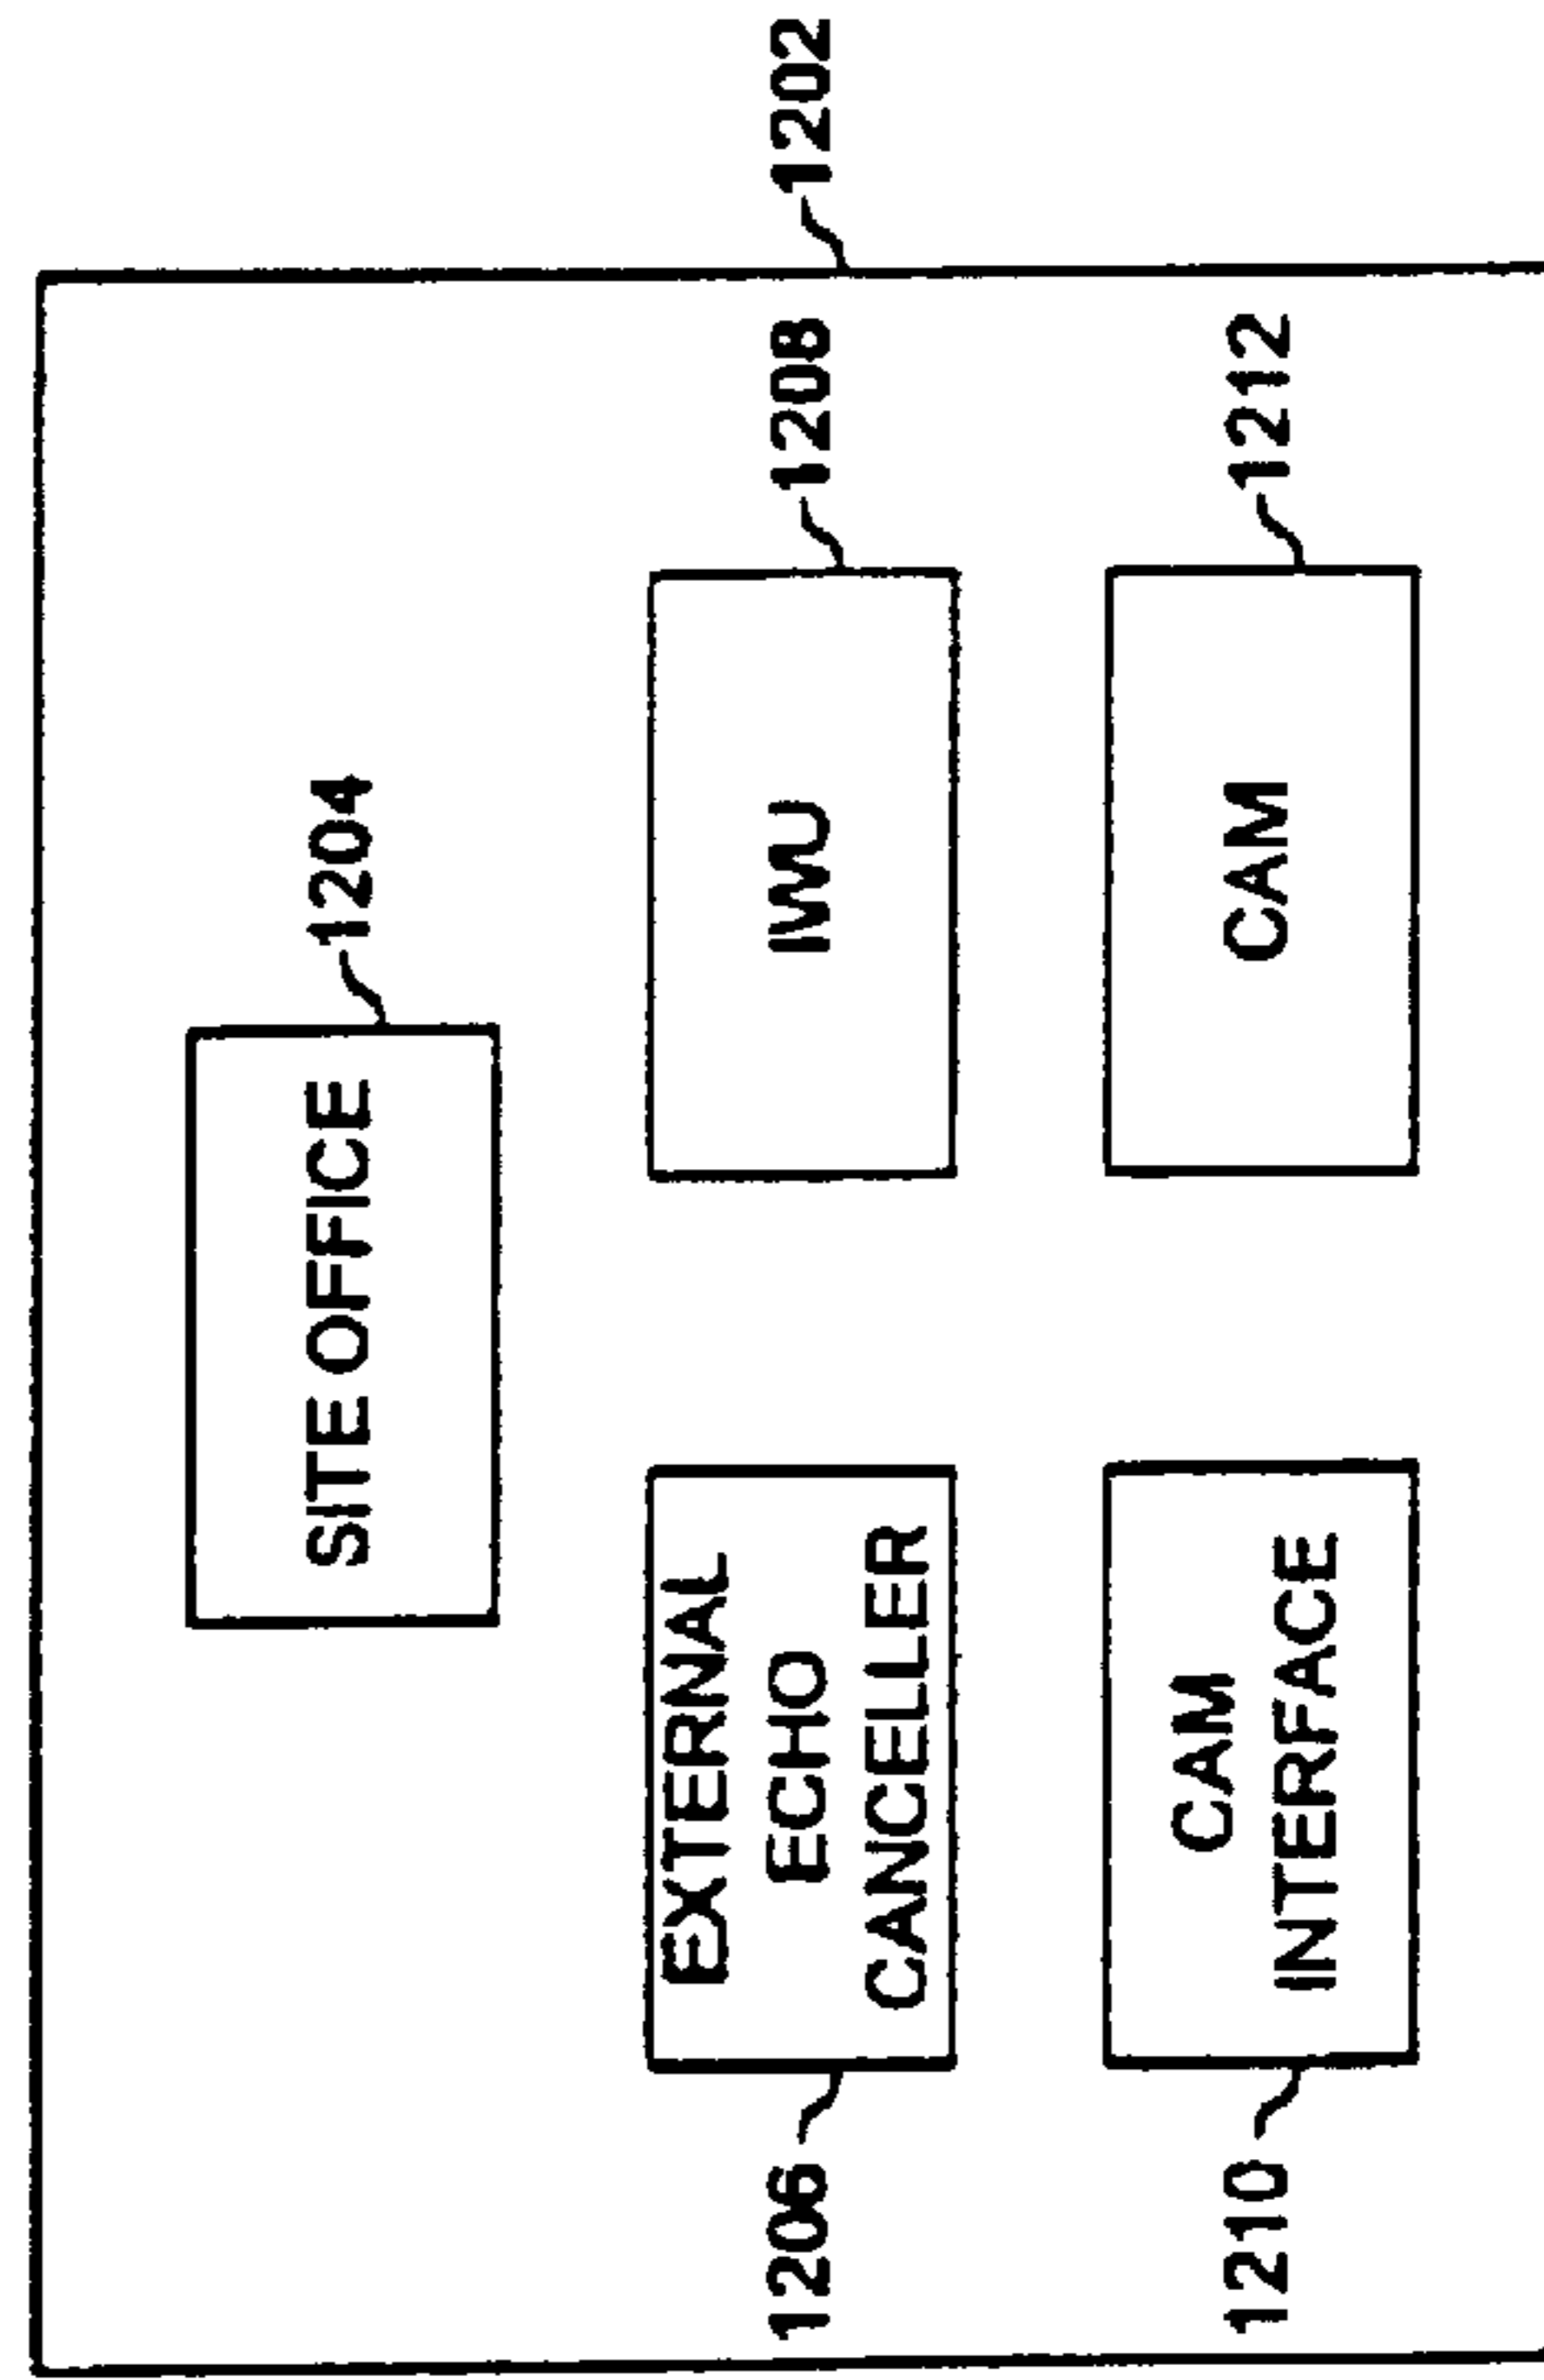 SITE OFFICE
1204
EXTERNAL
ECHO
CANCELLER
1206
IWU
1208
1202
CAM
INTERFACE
1210
CAM
1212